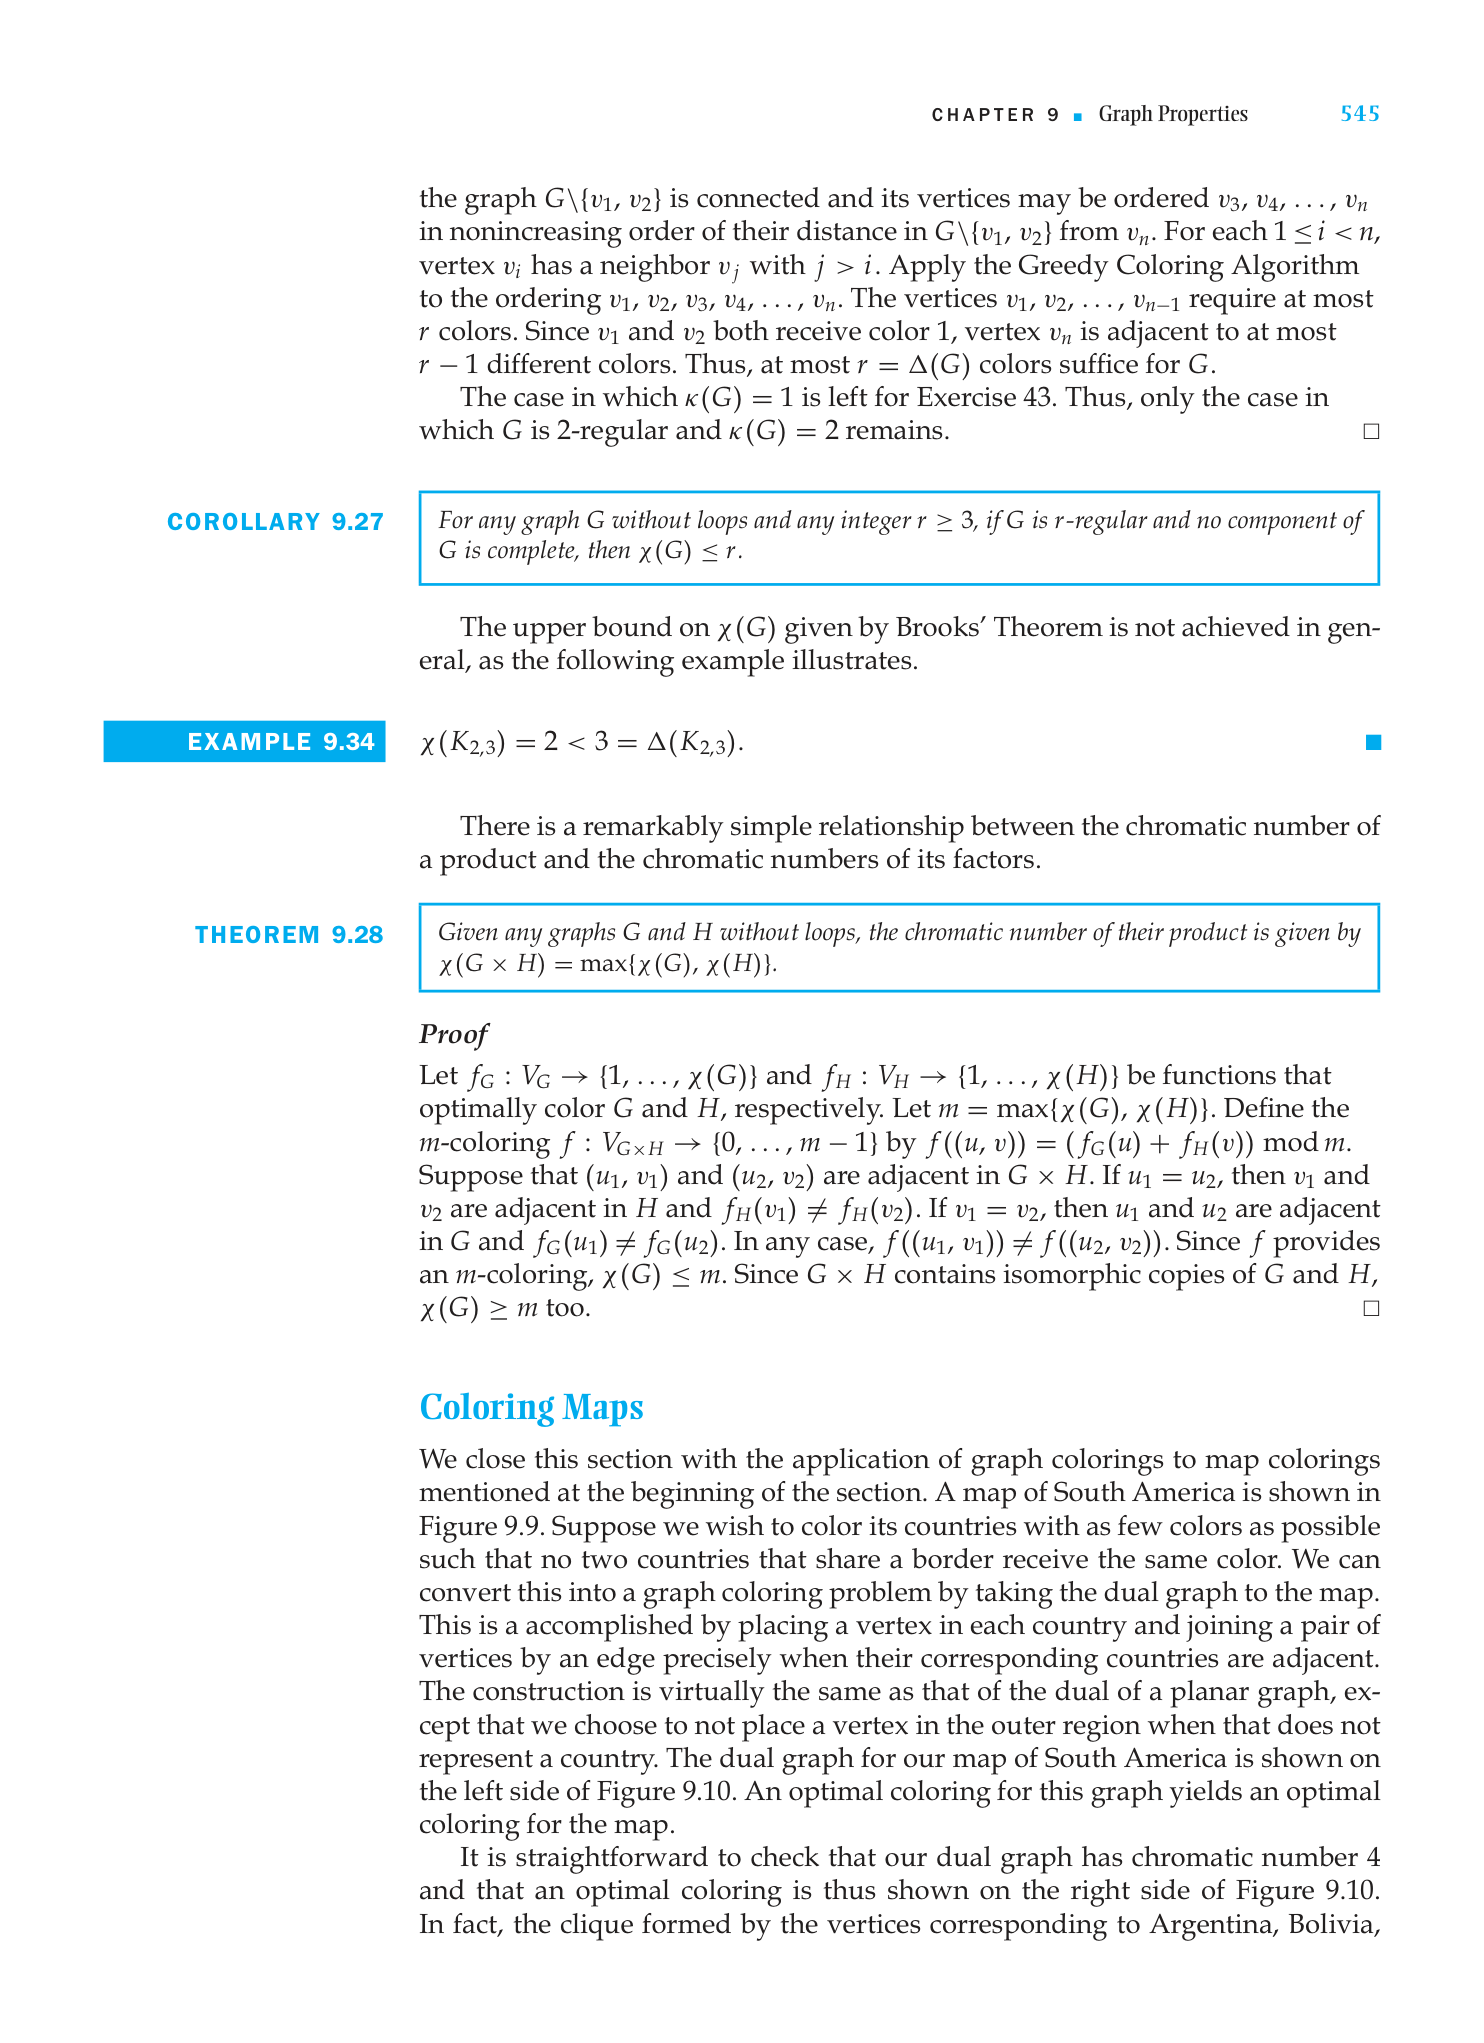 CHAPTER 9 ■ Graph Properties 545
the graph G\{v₁, v₂} is connected and its vertices may be ordered v₃, v₄, . . . , vₙ
in nonincreasing order of their distance in G\{v₁, v₂} from vₙ. For each 1 ≤ i < n,
vertex vᵢ has a neighbor vⱼ with j > i. Apply the Greedy Coloring Algorithm
to the ordering v₁, v₂, v₃, v₄, . . . , vₙ. The vertices v₁, v₂, . . . , vₙ₋₁ require at most
r colors. Since v₁ and v₂ both receive color 1, vertex vₙ is adjacent to at most
r − 1 different colors. Thus, at most r = Δ(G) colors suffice for G.
The case in which κ(G) = 1 is left for Exercise 43. Thus, only the case in
which G is 2-regular and κ(G) = 2 remains. □
COROLLARY 9.27
For any graph G without loops and any integer r ≥ 3, if G is r-regular and no component of
G is complete, then χ(G) ≤ r.
The upper bound on χ(G) given by Brooks’ Theorem is not achieved in gen-
eral, as the following example illustrates.
EXAMPLE 9.34 χ(K₂,₃) = 2 < 3 = Δ(K₂,₃). ■
There is a remarkably simple relationship between the chromatic number of
a product and the chromatic numbers of its factors.
THEOREM 9.28
Given any graphs G and H without loops, the chromatic number of their product is given by
χ(G × H) = max{χ(G), χ(H)}.
Proof
Let f_G : V_G → {1, . . . , χ(G)} and f_H : V_H → {1, . . . , χ(H)} be functions that
optimally color G and H, respectively. Let m = max{χ(G), χ(H)}. Define the
m-coloring f : V_{G×H} → {0, . . . , m − 1} by f((u, v)) = (f_G(u) + f_H(v)) mod m.
Suppose that (u₁, v₁) and (u₂, v₂) are adjacent in G × H. If u₁ = u₂, then v₁ and
v₂ are adjacent in H and f_H(v₁) ≠ f_H(v₂). If v₁ = v₂, then u₁ and u₂ are adjacent
in G and f_G(u₁) ≠ f_G(u₂). In any case, f((u₁, v₁)) ≠ f((u₂, v₂)). Since f provides
an m-coloring, χ(G) ≤ m. Since G × H contains isomorphic copies of G and H,
χ(G) ≥ m too. □
Coloring Maps
We close this section with the application of graph colorings to map colorings
mentioned at the beginning of the section. A map of South America is shown in
Figure 9.9. Suppose we wish to color its countries with as few colors as possible
such that no two countries that share a border receive the same color. We can
convert this into a graph coloring problem by taking the dual graph to the map.
This is a accomplished by placing a vertex in each country and joining a pair of
vertices by an edge precisely when their corresponding countries are adjacent.
The construction is virtually the same as that of the dual of a planar graph, ex-
cept that we choose to not place a vertex in the outer region when that does not
represent a country. The dual graph for our map of South America is shown on
the left side of Figure 9.10. An optimal coloring for this graph yields an optimal
coloring for the map.
It is straightforward to check that our dual graph has chromatic number 4
and that an optimal coloring is thus shown on the right side of Figure 9.10.
In fact, the clique formed by the vertices corresponding to Argentina, Bolivia,